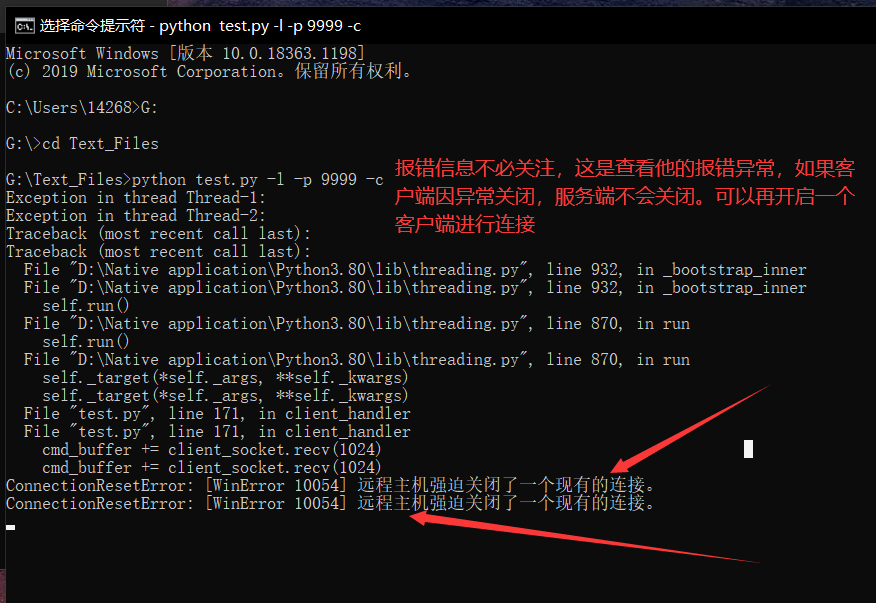 选择命令提示符 - python  test.py -l -p 9999 -c
Microsoft Windows [版本 10.0.18363.1198]
(c) 2019 Microsoft Corporation。保留所有权利。
C:\Users\14268>G:
G:\>cd Text_Files
G:\Text_Files>python test.py -l -p 9999 -c
报错信息不必关注，这是查看他的报错异常，如果客
户端因异常关闭，服务端不会关闭。可以再开启一个
客户端进行连接
Exception in thread Thread-1:
Exception in thread Thread-2:
Traceback (most recent call last):
Traceback (most recent call last):
  File "D:\Native application\Python3.80\lib\threading.py", line 932, in _bootstrap_inner
  File "D:\Native application\Python3.80\lib\threading.py", line 932, in _bootstrap_inner
    self.run()
  File "D:\Native application\Python3.80\lib\threading.py", line 870, in run
    self.run()
  File "D:\Native application\Python3.80\lib\threading.py", line 870, in run
    self._target(*self._args, **self._kwargs)
    self._target(*self._args, **self._kwargs)
  File "test.py", line 171, in client_handler
  File "test.py", line 171, in client_handler
    cmd_buffer += client_socket.recv(1024)
    cmd_buffer += client_socket.recv(1024)
ConnectionResetError: [WinError 10054] 远程主机强迫关闭了一个现有的连接。
ConnectionResetError: [WinError 10054] 远程主机强迫关闭了一个现有的连接。